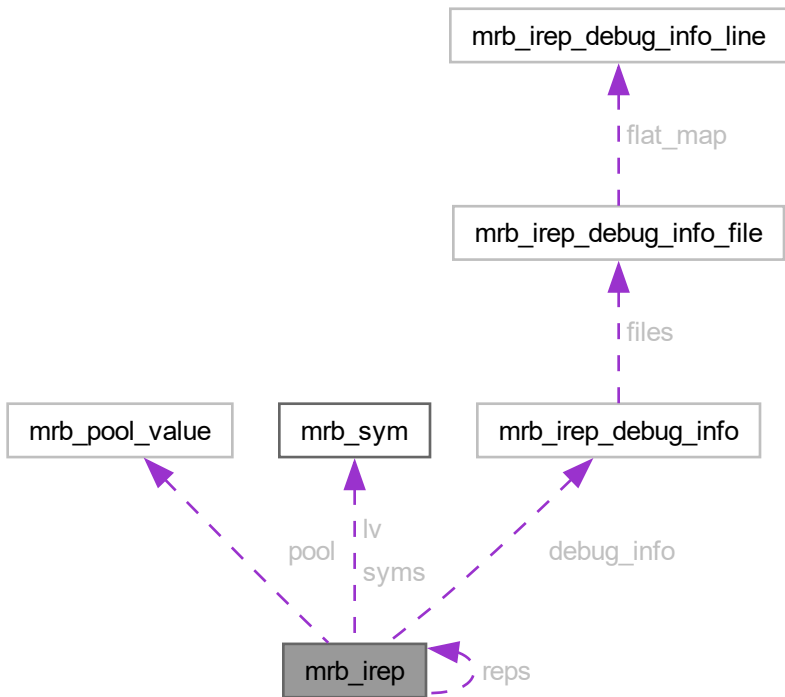 mrb_irep_debug_info_line
flat_map
mrb_irep_debug_info_file
files
mrb_pool_value
mrb_sym
mrb_irep_debug_info
lv
pool
syms
debug_info
mrb_irep
reps